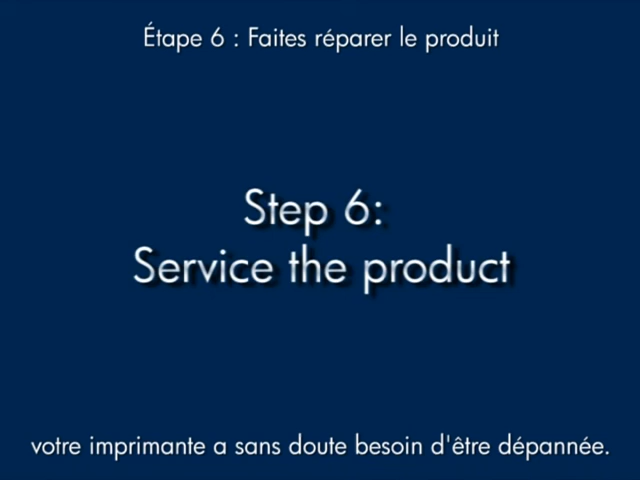 Étape 6 : Faites réparer le produit
Step 6:
Service the product
votre imprimante a sans doute besoin d'être dépannée.